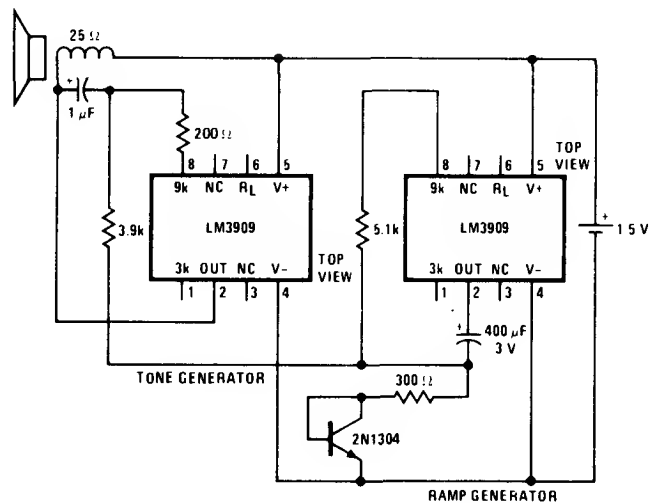 25 Ω
+
1 µF
200 Ω
8 7 6 5
9k NC RL V+
LM3909
3k OUT NC V−
1 2 3 4
TOP
VIEW
3.9k
5.1k
TOP
VIEW
8 7 6 5
9k NC RL V+
LM3909
3k OUT NC V−
1 2 3 4
+
1 5 V
+
400 µF
3 V
TONE GENERATOR
300 Ω
2N1304
RAMP GENERATOR